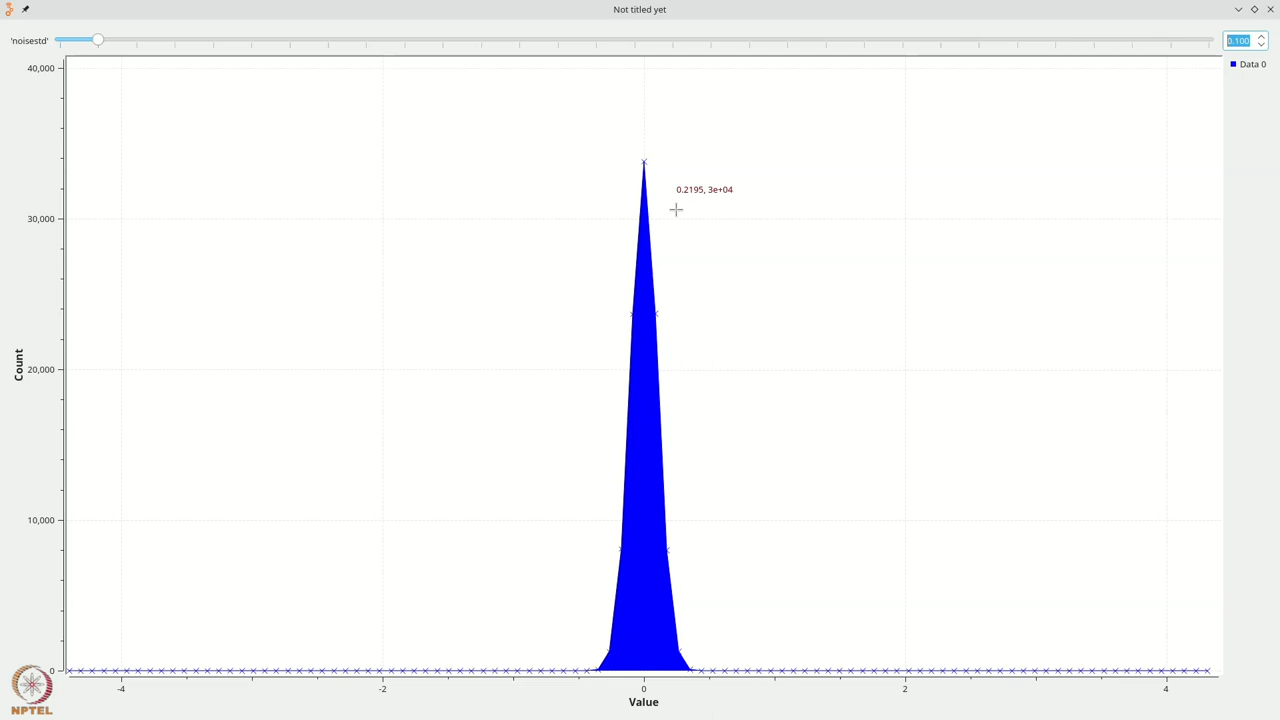 Not titled yet
'noisestd'
0.100
Data 0
40,000
30,000
20,000
10,000
0
Count
0.2195, 3e+04
-4
-2
0
2
4
Value
NPTEL